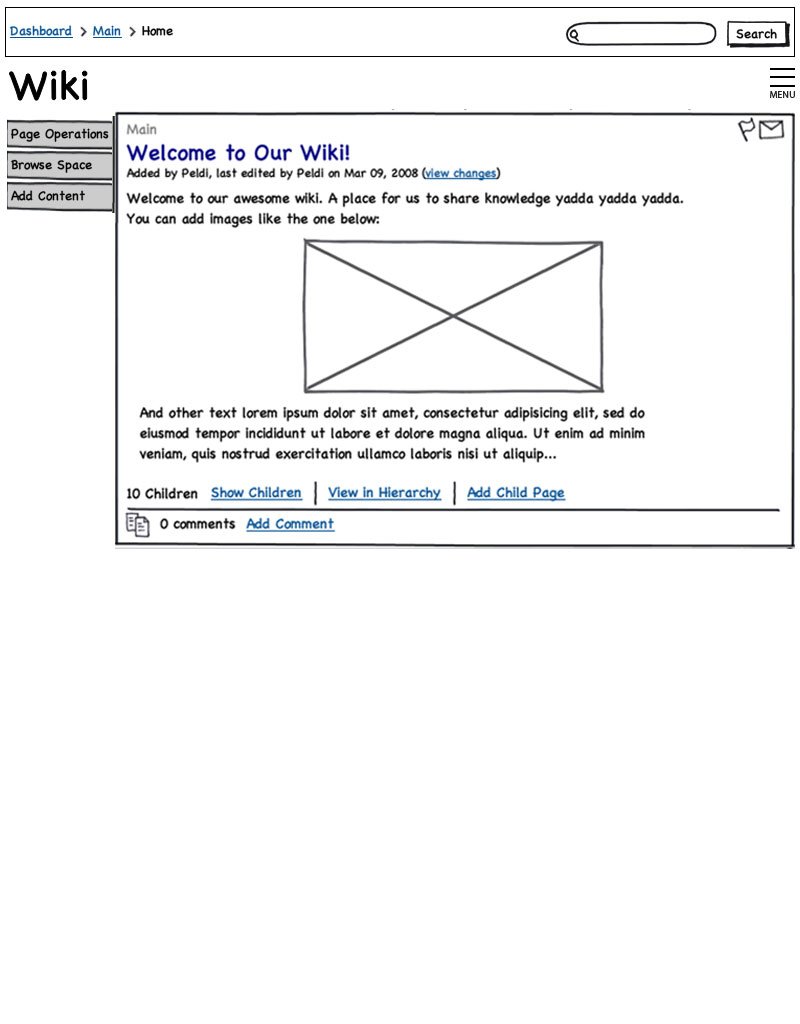 Dashboard > Main > Home
Search
Wiki
MENU
Page Operations
Browse Space
Add Content
Main
Welcome to Our Wiki!
Added by Peldi, last edited by Peldi on Mar 09, 2008 (view changes)
Welcome to our awesome wiki. A place for us to share knowledge yadda yadda yadda.
You can add images like the one below:
And other text lorem ipsum dolor sit amet, consectetur adipisicing elit, sed do
eiusmod tempor incididunt ut labore et dolore magna aliqua. Ut enim ad minim
veniam, quis nostrud exercitation ullamco laboris nisi ut aliquip...
10 Children Show Children | View in Hierarchy | Add Child Page
0 comments Add Comment